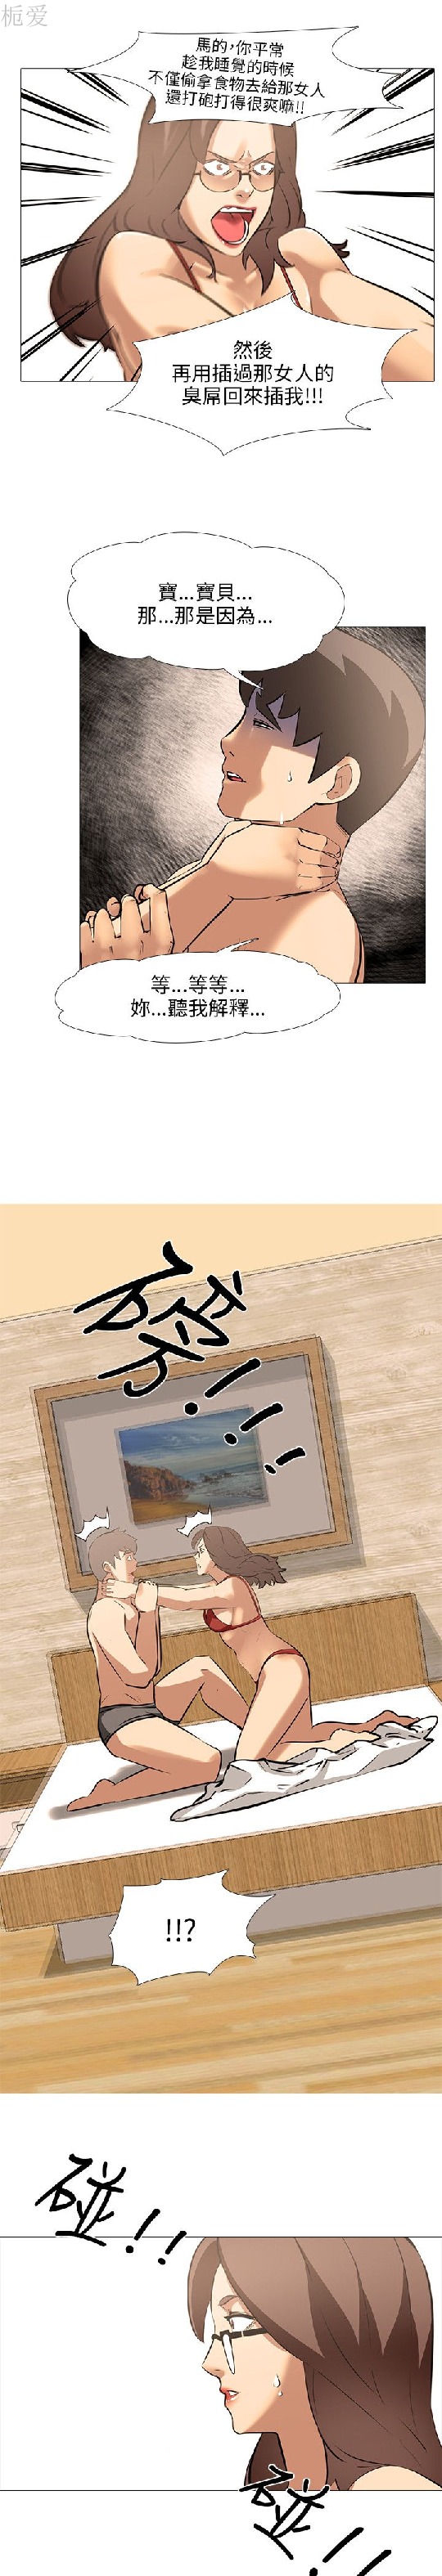 栀爱
馬的,你平常
趁我睡覺的時候
不僅偷拿食物去給那女人
還打砲打得很爽嘛!!
然後
再用插過那女人的
臭屌回來插我!!!
寶...寶貝...
那...那是因為...
等...等等...
妳...聽我解釋...
磅!!!
!!?
碰!!
碰!!